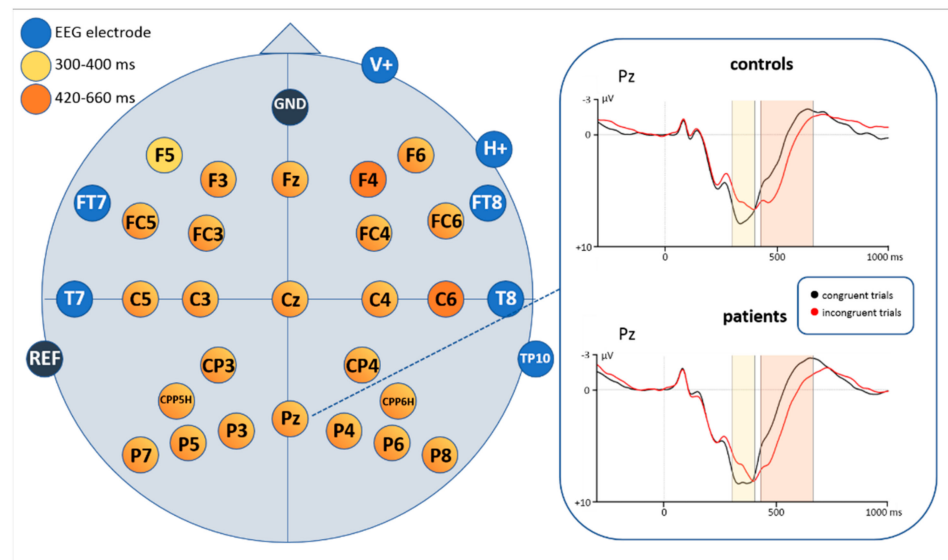 EEG electrode
300-400 ms
420-660 ms
V+
GND
H+
F5
F3
Fz
F4
F6
FT7
FC5
FC3
FC4
FC6
FT8
T7
C5
C3
Cz
C4
C6
T8
REF
CP3
CP4
TP10
CPP5H
CPP6H
Pz
P7
P5
P3
P4
P6
P8
controls
Pz
-3
µV
0
+10
0
500
1000 ms
congruent trials
incongruent trials
patients
Pz
-3
µV
0
+10
0
500
1000 ms